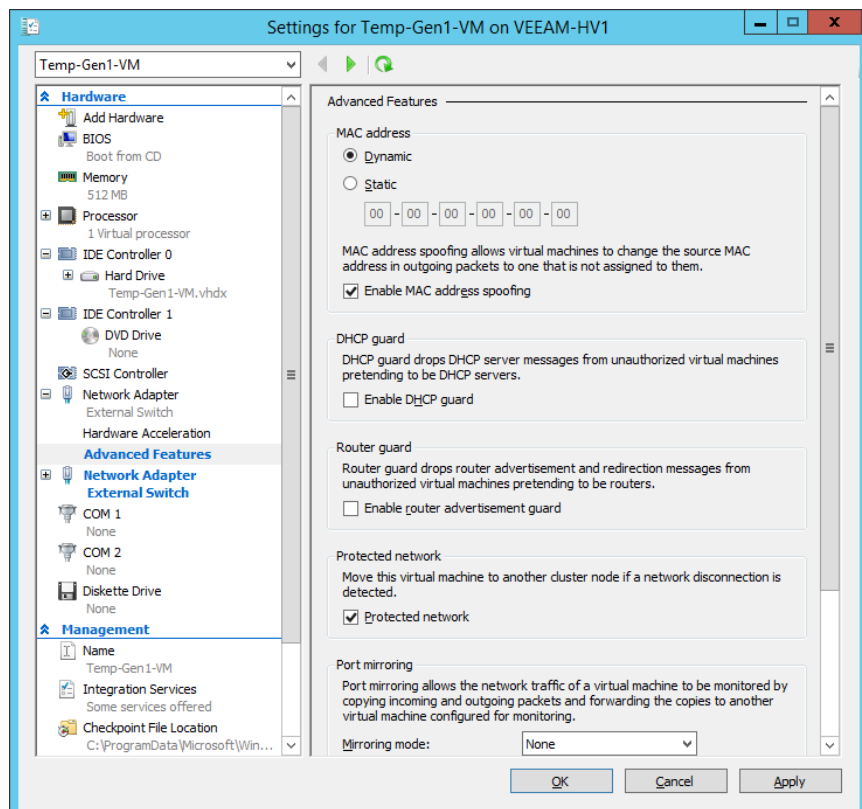 Settings for Temp-Gen1-VM on VEEAM-HV1
Temp-Gen1-VM
Hardware
Add Hardware
BIOS
Boot from CD
Memory
512 MB
Processor
1 Virtual processor
IDE Controller 0
Hard Drive
Temp-Gen1-VM.vhdx
IDE Controller 1
DVD Drive
None
SCSI Controller
Network Adapter
External Switch
Hardware Acceleration
Advanced Features
Network Adapter
External Switch
COM 1
None
COM 2
None
Diskette Drive
None
Management
Name
Temp-Gen1-VM
Integration Services
Some services offered
Checkpoint File Location
C:\ProgramData\Microsoft\Win...
Advanced Features
MAC address
Dynamic
Static
00 - 00 - 00 - 00 - 00 - 00
MAC address spoofing allows virtual machines to change the source MAC
address in outgoing packets to one that is not assigned to them.
Enable MAC address spoofing
DHCP guard
DHCP guard drops DHCP server messages from unauthorized virtual machines
pretending to be DHCP servers.
Enable DHCP guard
Router guard
Router guard drops router advertisement and redirection messages from
unauthorized virtual machines pretending to be routers.
Enable router advertisement guard
Protected network
Move this virtual machine to another cluster node if a network disconnection is
detected.
Protected network
Port mirroring
Port mirroring allows the network traffic of a virtual machine to be monitored by
copying incoming and outgoing packets and forwarding the copies to another
virtual machine configured for monitoring.
Mirroring mode: None
OK Cancel Apply